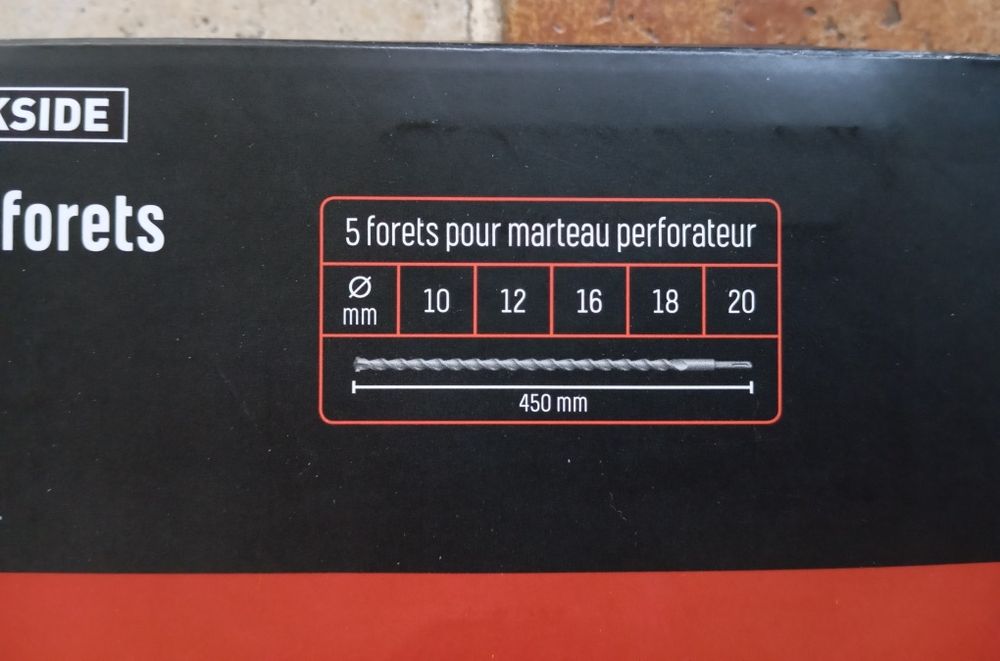 KSIDE
forets
5 forets pour marteau perforateur
Ø mm 10 12 16 18 20
450 mm